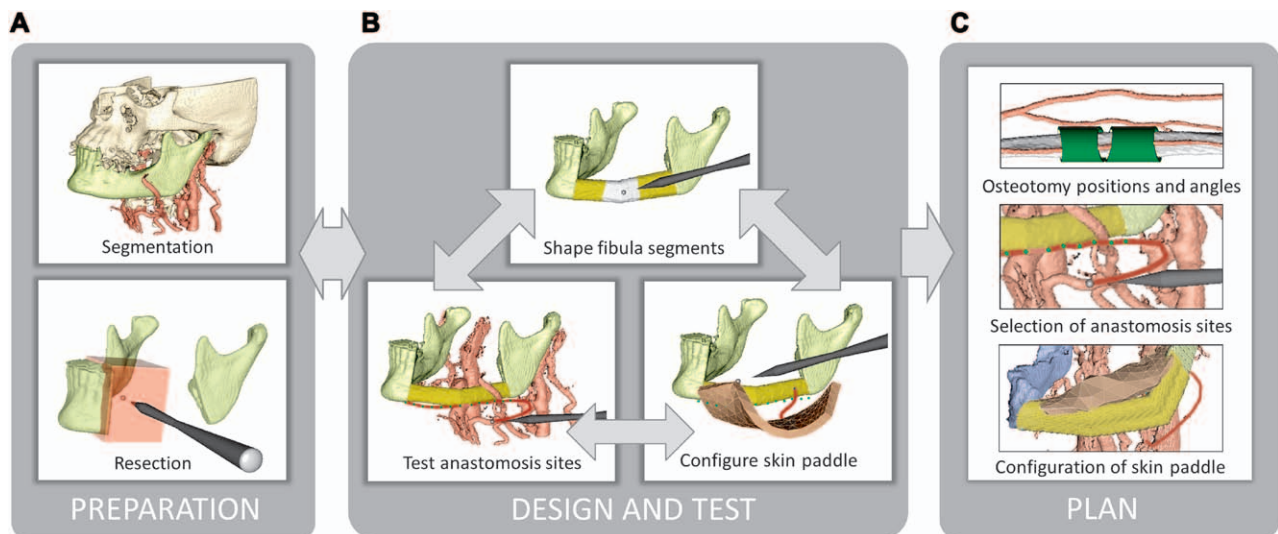 A
B
C
Segmentation
Resection
PREPARATION
Shape fibula segments
Test anastomosis sites
Configure skin paddle
DESIGN AND TEST
Osteotomy positions and angles
Selection of anastomosis sites
Configuration of skin paddle
PLAN